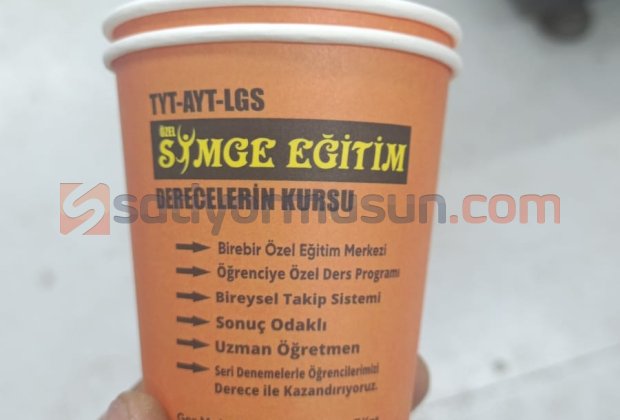 TYT-AYT-LGS
ÖZEL
SİMGE EĞİTİM
DERECELERİN KURSU
satiyormusun.com
Birebir Özel Eğitim Merkezi
Öğrenciye Özel Ders Programı
Bireysel Takip Sistemi
Sonuç Odaklı
Uzman Öğretmen
Seri Denemelerle Öğrencilerimizi
Derece ile Kazandırıyoruz.